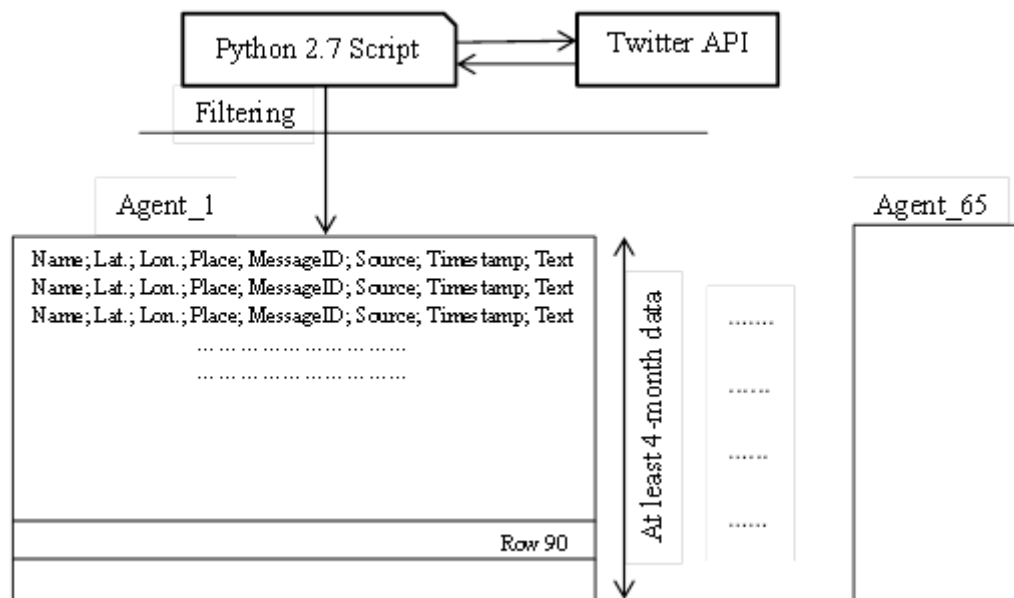 Python 2.7 Script
Twitter API
Filtering
Agent_1
Agent_65
Name; Lat.; Lon.; Place; MessageID; Source; Timestamp; Text
Name; Lat.; Lon.; Place; MessageID; Source; Timestamp; Text
Name; Lat.; Lon.; Place; MessageID; Source; Timestamp; Text
… … … … … … … … … …
… … … … … … … … … …
At least 4-month data
.......
......
......
......
Row 90